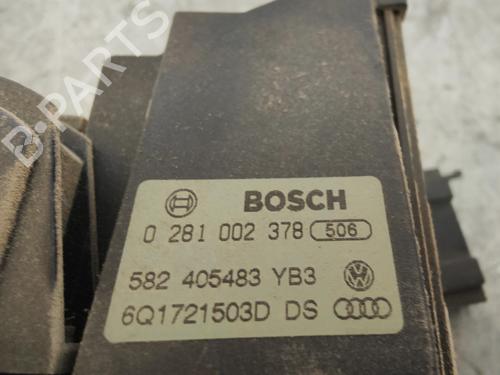 B-PARTS
BOSCH
0 281 002 378 506
582 405483 YB3
6Q1721503D DS